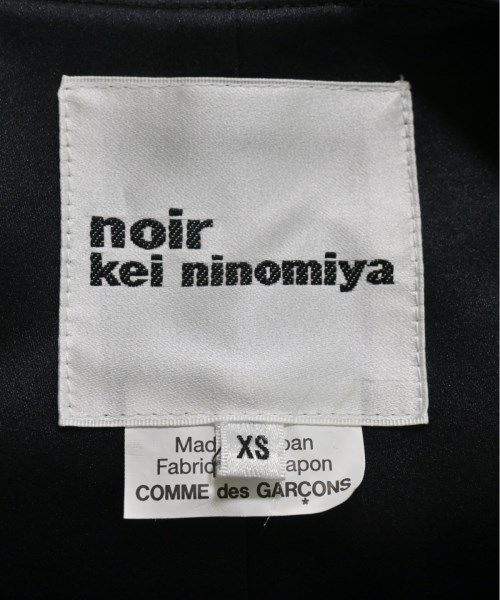 noir
kei ninomiya
XS
Mad pan
Fabriq apon
COMME des GARÇONS
*